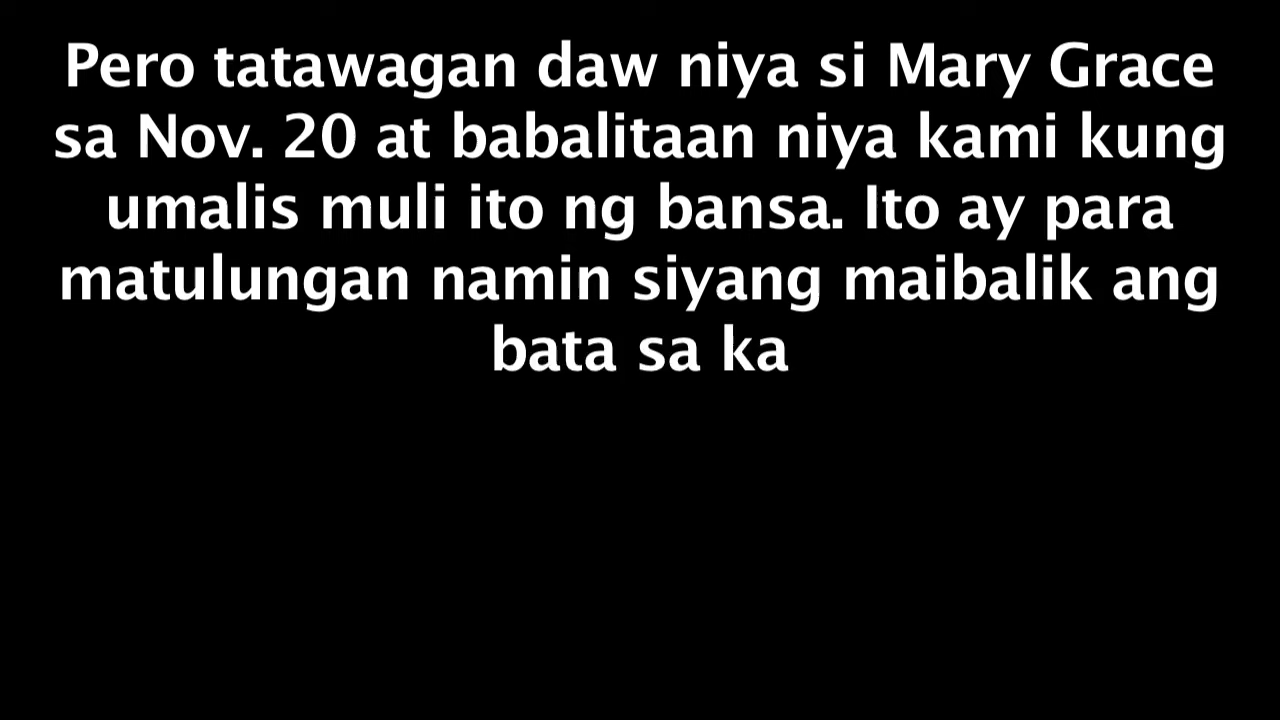 Pero tatawagan daw niya si Mary Grace
sa Nov. 20 at babalitaan niya kami kung
umalis muli ito ng bansa. Ito ay para
matulungan namin siyang maibalik ang
bata sa ka